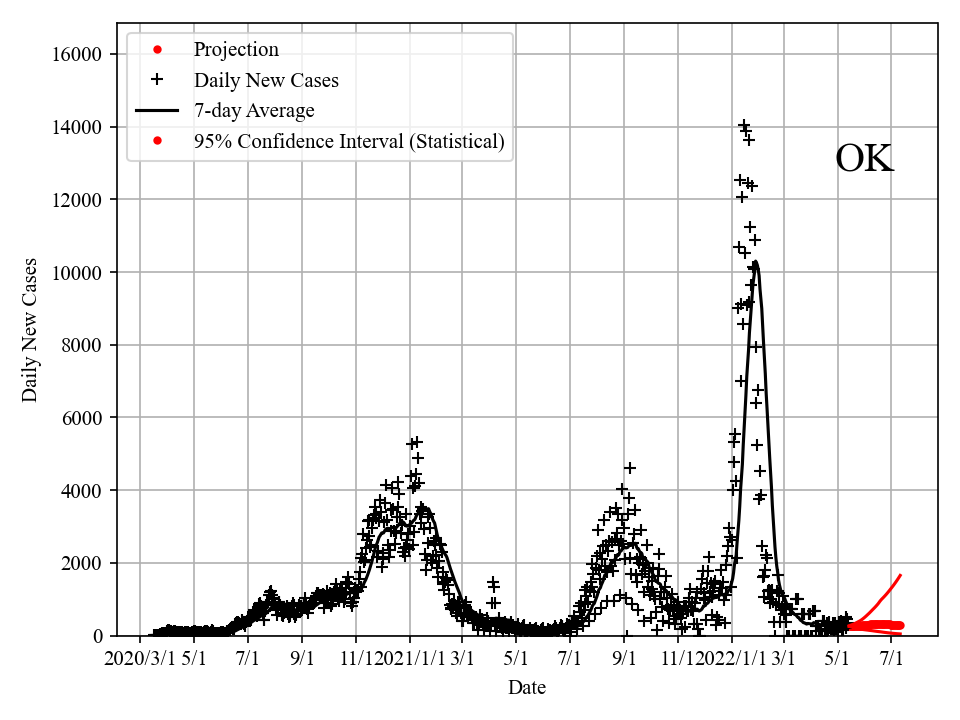 Projection
Daily New Cases
7-day Average
95% Confidence Interval (Statistical)
OK
Daily New Cases
16000
14000
12000
10000
8000
6000
4000
2000
0
2020/3/1 5/1 7/1 9/1 11/1 2021/1/1 3/1 5/1 7/1 9/1 11/1 2022/1/1 3/1 5/1 7/1
Date